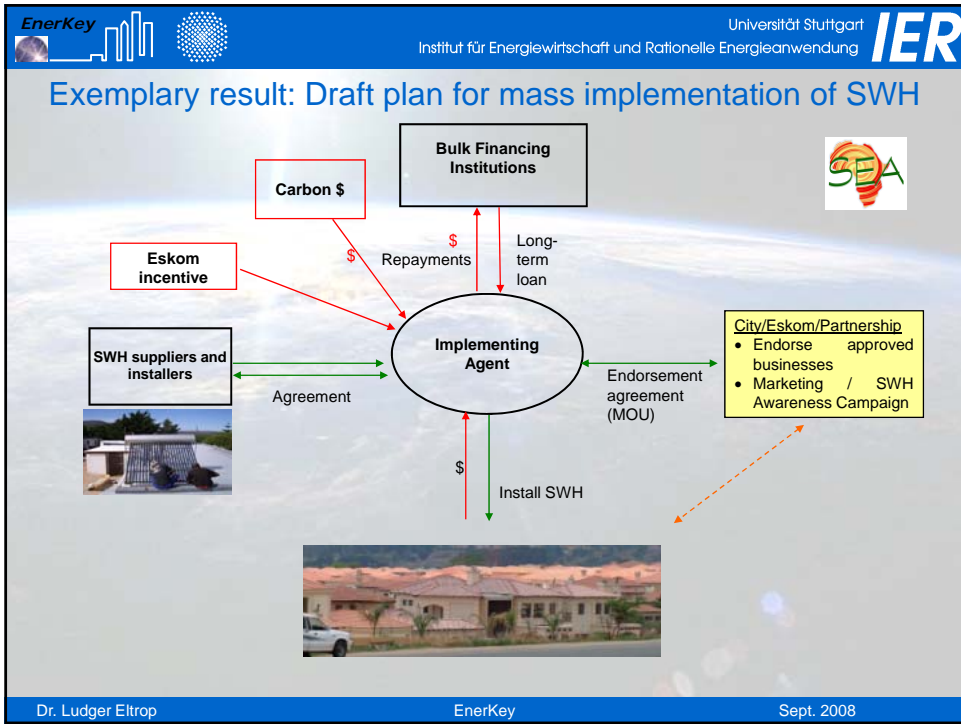 EnerKey
Universität Stuttgart
Institut für Energiewirtschaft und Rationelle Energieanwendung
IER
Exemplary result: Draft plan for mass implementation of SWH
Bulk Financing
Institutions
SEA
Carbon $
$
$
Repayments
Long-
term
loan
Eskom
incentive
SWH suppliers and
installers
Agreement
Implementing
Agent
Endorsement
agreement
(MOU)
City/Eskom/Partnership
• Endorse approved
businesses
• Marketing / SWH
Awareness Campaign
$
Install SWH
Dr. Ludger Eltrop
EnerKey
Sept. 2008